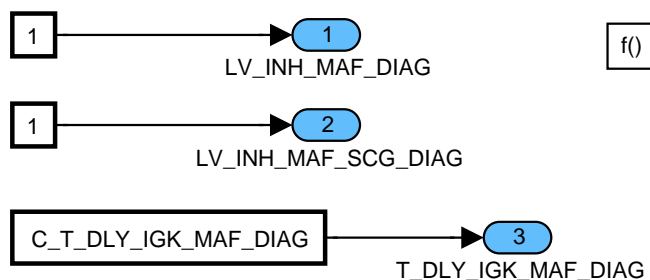 1
1
f()
LV_INH_MAF_DIAG
1
2
LV_INH_MAF_SCG_DIAG
C_T_DLY_IGK_MAF_DIAG
3
T_DLY_IGK_MAF_DIAG